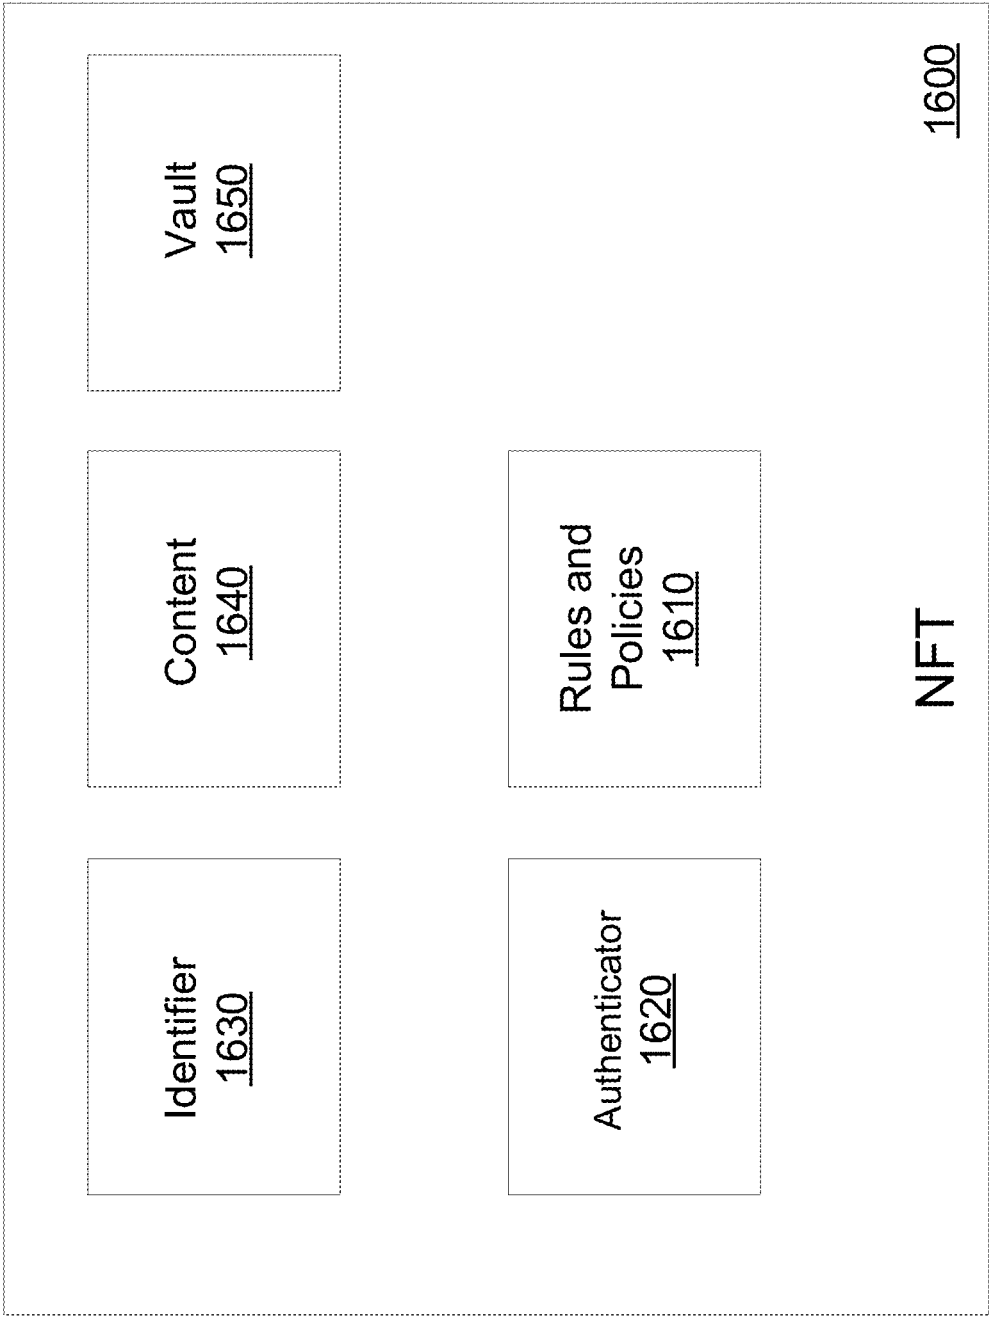 Identifier
1630
Content
1640
Vault
1650
Authenticator
1620
Rules and
Policies
1610
NFT
1600